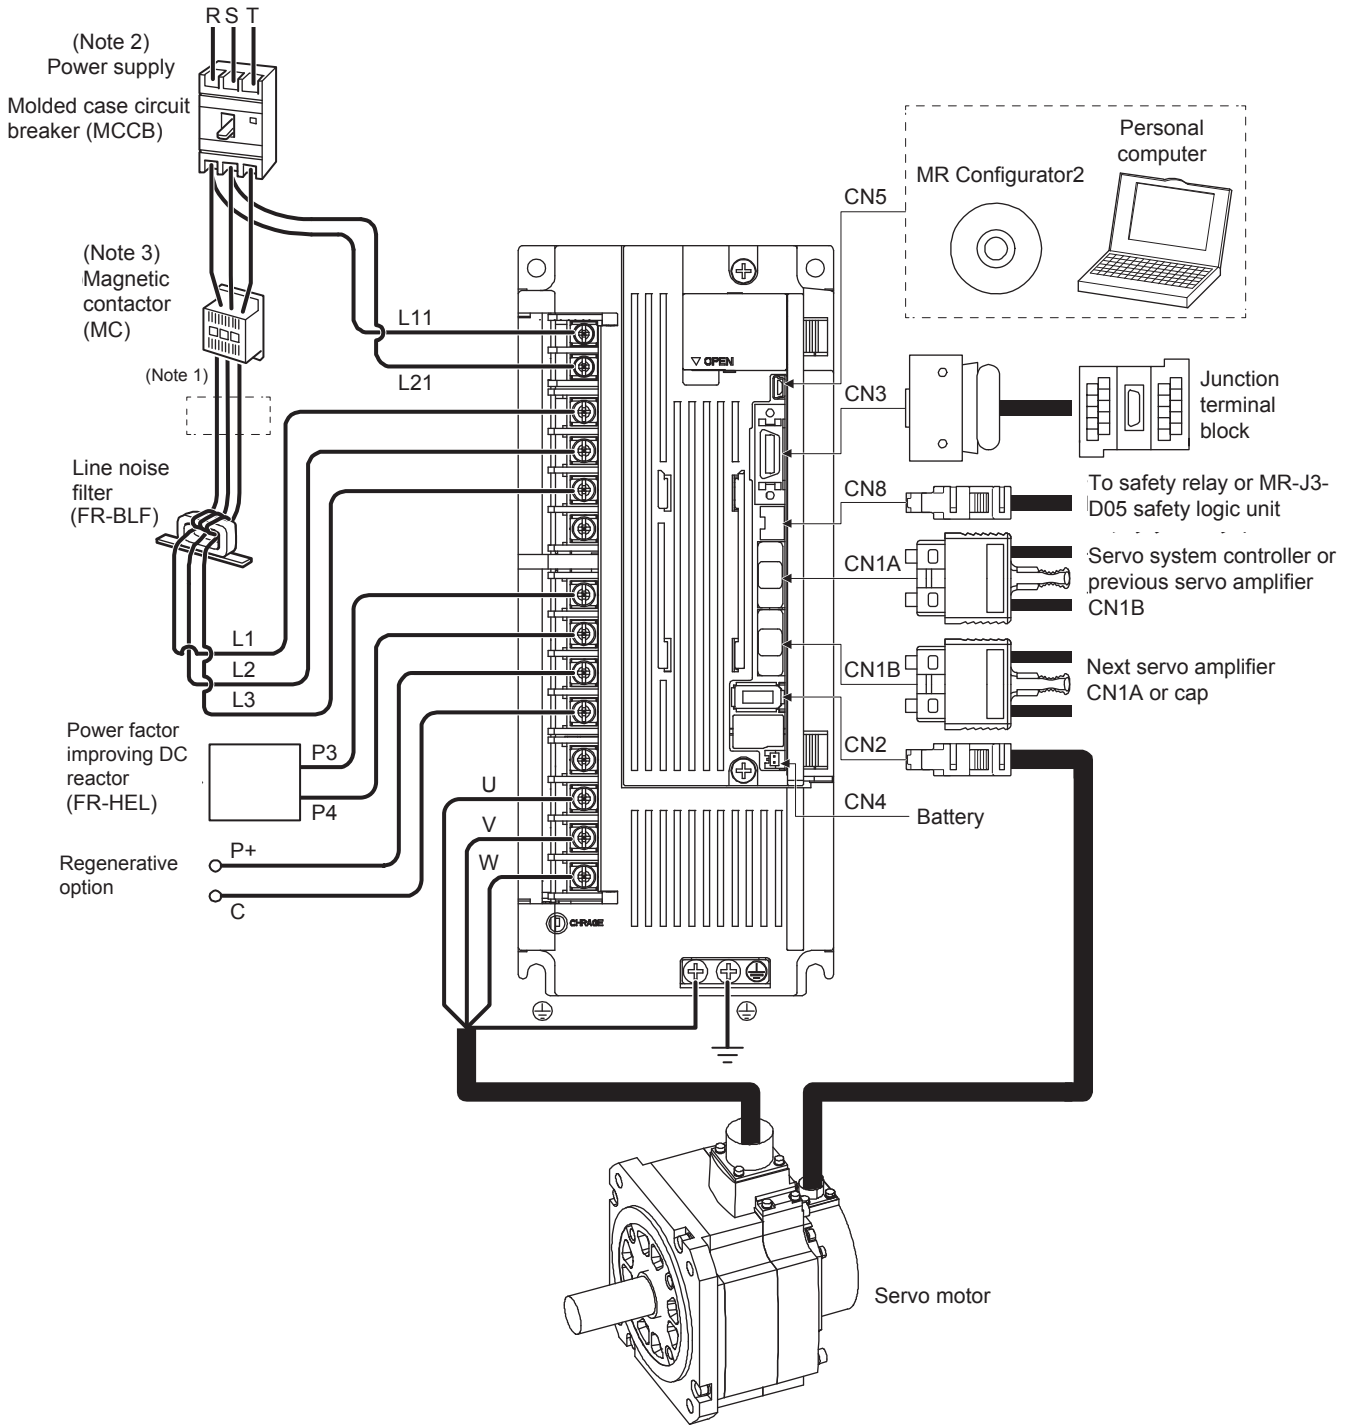 R S T
(Note 2)
Power supply
Molded case circuit
breaker (MCCB)
(Note 3)
Magnetic
contactor
(MC)
(Note 1)
Line noise
filter
(FR-BLF)
L11
L21
L1
L2
L3
Power factor
improving DC
reactor
(FR-HEL)
P3
P4
Regenerative
option
P+
C
U
V
W
OPEN
CHRAGE
CN5
MR Configurator2
Personal
computer
CN3
Junction
terminal
block
CN8
To safety relay or MR-J3-
D05 safety logic unit
CN1A
Servo system controller or
previous servo amplifier
CN1B
CN1B
Next servo amplifier
CN1A or cap
CN2
CN4
Battery
Servo motor